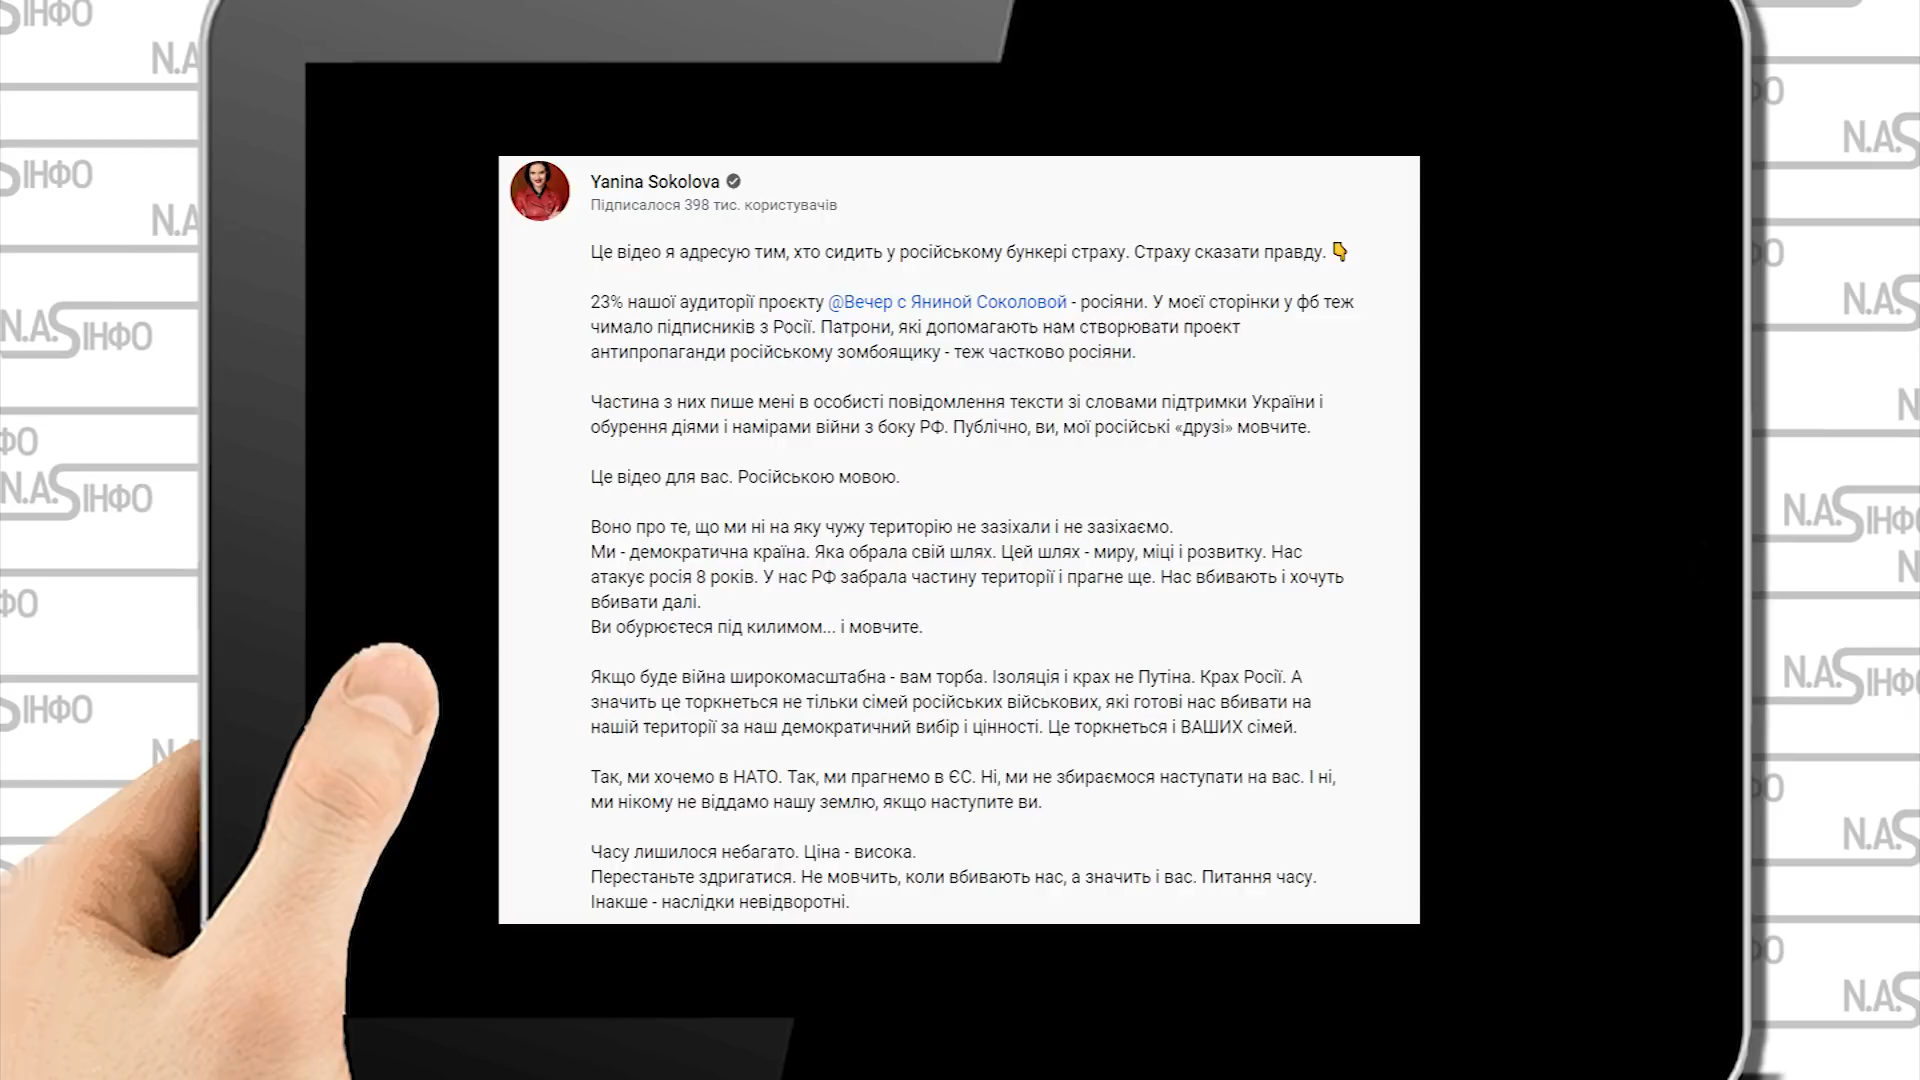 Yanina Sokolova
Підписалося 398 тис. користувачів
Це відео я адресую тим, хто сидить у російському бункері страху. Страху сказати правду. 👇
23% нашої аудиторії проєкту @Вечер с Яниной Соколовой - росіяни. У моєї сторінки у фб теж
чимало підписників з Росії. Патрони, які допомагають нам створювати проект
антипропаганди російському зомбоящику - теж частково росіяни.
Частина з них пише мені в особисті повідомлення тексти зі словами підтримки України і
обурення діями і намірами війни з боку РФ. Публічно, ви, мої російські «друзі» мовчите.
Це відео для вас. Російською мовою.
Воно про те, що ми ні на яку чужу територію не зазіхали і не зазіхаємо.
Ми - демократична країна. Яка обрала свій шлях. Цей шлях - миру, міці і розвитку. Нас
атакує росія 8 років. У нас РФ забрала частину території і прагне ще. Нас вбивають і хочуть
вбивати далі.
Ви обурюєтеся під килимом... і мовчите.
Якщо буде війна широкомасштабна - вам торба. Ізоляція і крах не Путіна. Крах Росії. А
значить це торкнеться не тільки сімей російських військових, які готові нас вбивати на
нашій території за наш демократичний вибір і цінності. Це торкнеться і ВАШИХ сімей.
Так, ми хочемо в НАТО. Так, ми прагнемо в ЄС. Ні, ми не збираємося наступати на вас. І ні,
ми нікому не віддамо нашу землю, якщо наступите ви.
Часу лишилося небагато. Ціна - висока.
Перестаньте здригатися. Не мовчить, коли вбивають нас, а значить і вас. Питання часу.
Інакше - наслідки невідворотні.
N.A.SІНФО
N.A.SІНФО